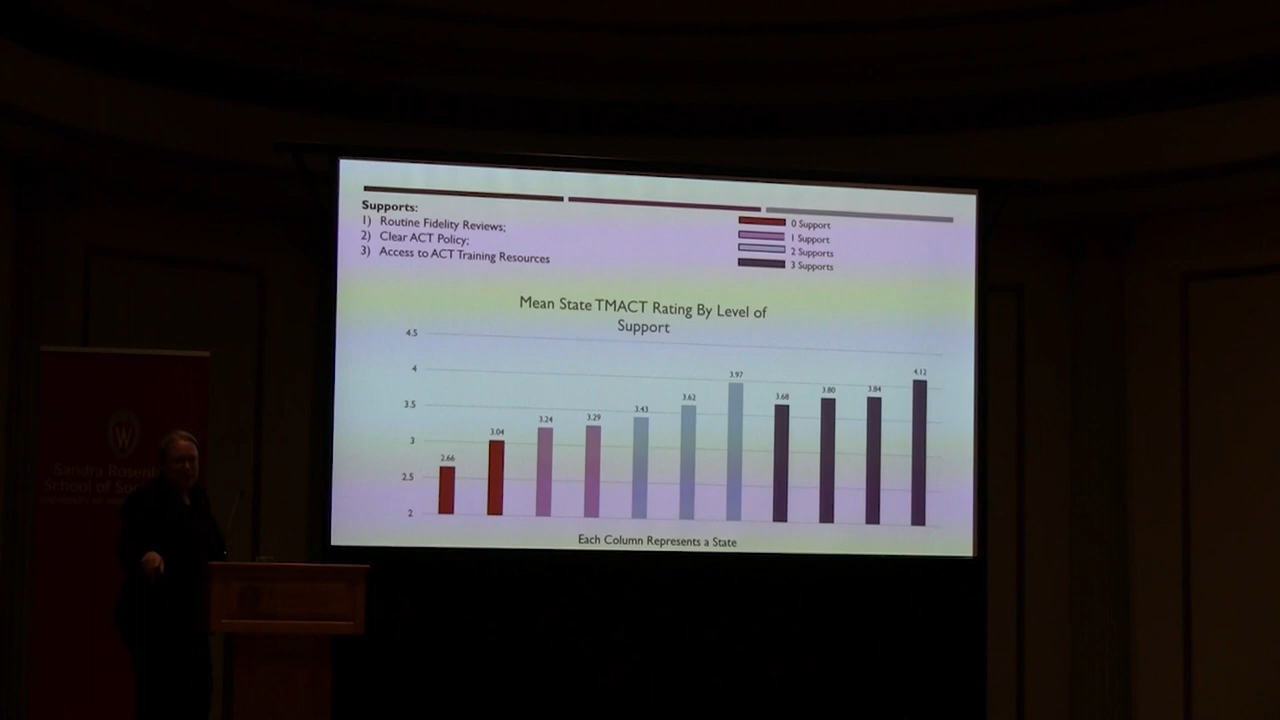 Supports:
1) Routine Fidelity Reviews;
2) Clear ACT Policy;
3) Access to ACT Training Resources
0 Support
1 Support
2 Supports
3 Supports
Mean State TMACT Rating By Level of
Support
4.5
4
3.5
3
2.5
2
2.66
3.04
3.24
3.29
3.43
3.62
3.97
3.68
3.80
3.84
4.12
Each Column Represents a State
W
Sandra
School of